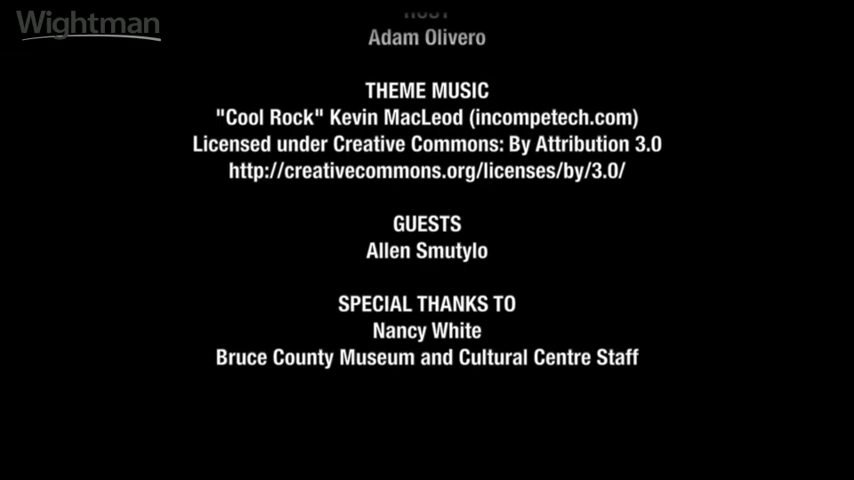 Wightman
HOST
Adam Olivero
THEME MUSIC
"Cool Rock" Kevin MacLeod (incompetech.com)
Licensed under Creative Commons: By Attribution 3.0
http://creativecommons.org/licenses/by/3.0/
GUESTS
Allen Smutylo
SPECIAL THANKS TO
Nancy White
Bruce County Museum and Cultural Centre Staff